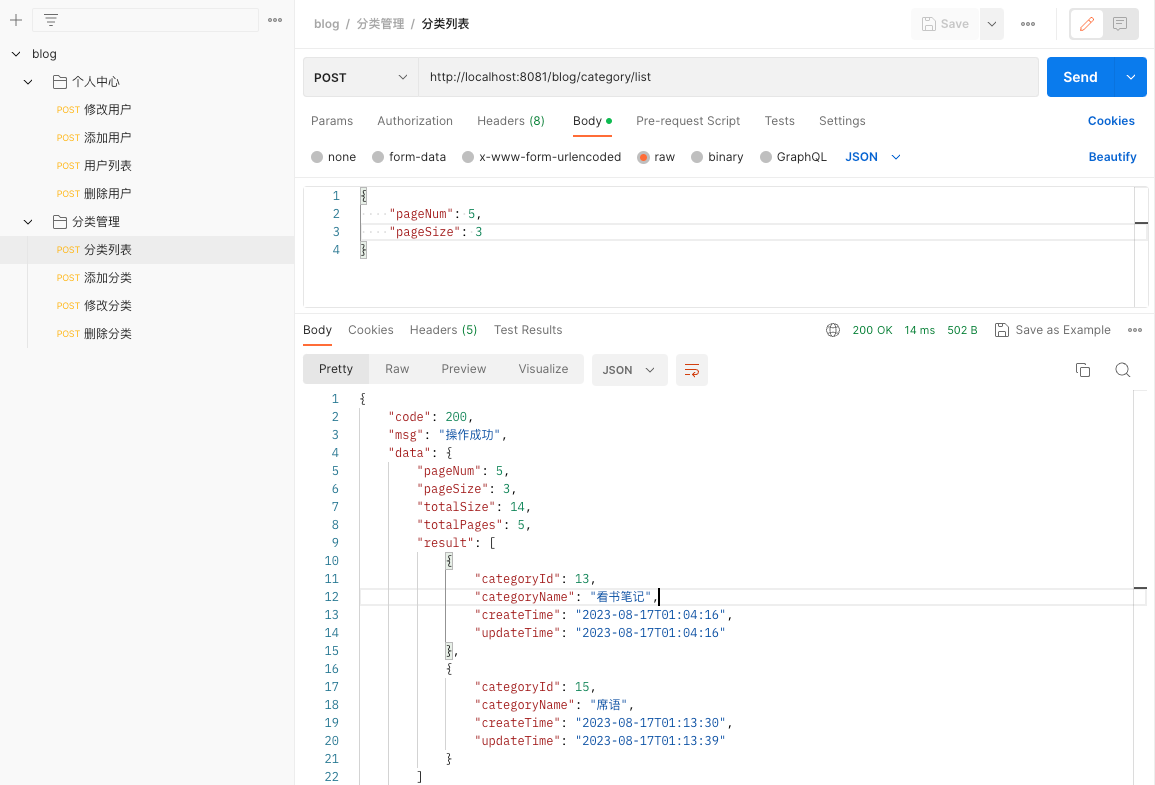 blog
个人中心
POST 修改用户
POST 添加用户
POST 用户列表
POST 删除用户
分类管理
POST 分类列表
POST 添加分类
POST 修改分类
POST 删除分类
blog / 分类管理 / 分类列表
Save
POST http://localhost:8081/blog/category/list Send
Params Authorization Headers (8) Body Pre-request Script Tests Settings Cookies
none form-data x-www-form-urlencoded raw binary GraphQL JSON Beautify
1 {
2 "pageNum": 5,
3 "pageSize": 3
4 }
Body Cookies Headers (5) Test Results 200 OK 14 ms 502 B Save as Example
Pretty Raw Preview Visualize JSON
1 {
2 "code": 200,
3 "msg": "操作成功",
4 "data": {
5 "pageNum": 5,
6 "pageSize": 3,
7 "totalSize": 14,
8 "totalPages": 5,
9 "result": [
10 {
11 "categoryId": 13,
12 "categoryName": "看书笔记",
13 "createTime": "2023-08-17T01:04:16",
14 "updateTime": "2023-08-17T01:04:16"
15 },
16 {
17 "categoryId": 15,
18 "categoryName": "席语",
19 "createTime": "2023-08-17T01:13:30",
20 "updateTime": "2023-08-17T01:13:39"
21 }
22 ]